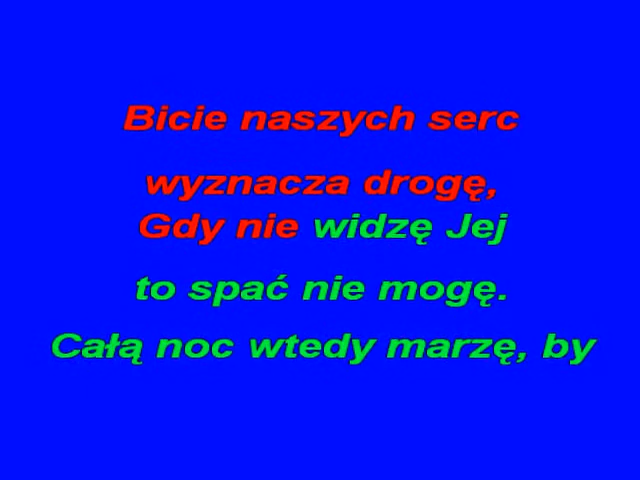 Bicie naszych serc
wyznacza drogę,
Gdy nie widzę Jej
to spać nie mogę.
Całą noc wtedy marzę, by